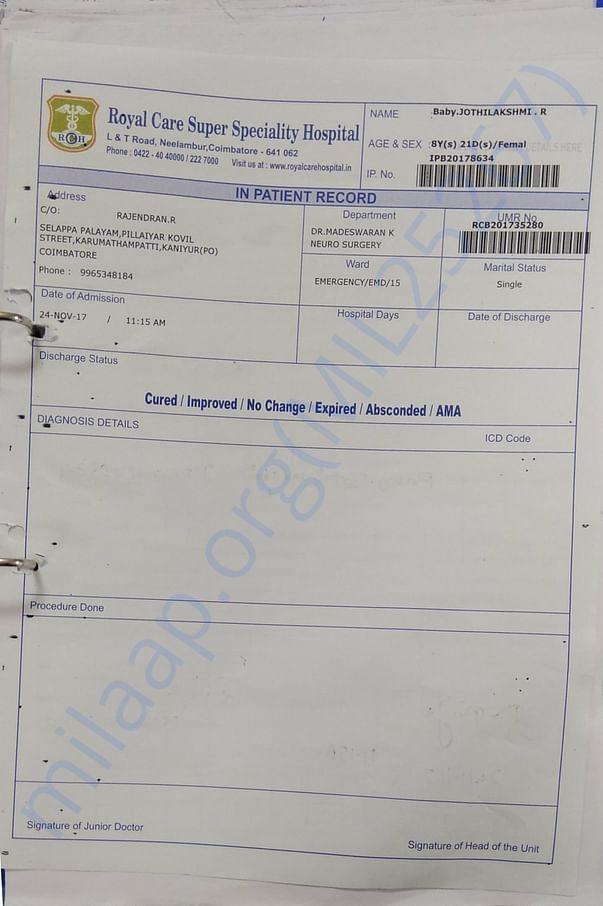 Royal Care Super Speciality Hospital
L & T Road, Neelambur,Coimbatore - 641 062
Phone : 0422 - 40 40000 / 222 7000 Visit us at : www.royalcarehospital.in
RCH
NAME Baby.JOTHILAKSHMI . R
AGE & SEX : 8Y(s) 21D(s)/Femal
DETAILS HERE
IPB20178634
IP. No.
IN PATIENT RECORD
Address
C/O: RAJENDRAN.R
SELAPPA PALAYAM,PILLAIYAR KOVIL
STREET,KARUMATHAMPATTI,KANIYUR(PO)
COIMBATORE
Phone : 9965348184
Department
DR.MADESWARAN K
NEURO SURGERY
UMR No
RCB201735280
Ward
EMERGENCY/EMD/15
Marital Status
Single
Date of Admission
24-NOV-17 / 11:15 AM
Hospital Days
Date of Discharge
Discharge Status
Cured / Improved / No Change / Expired / Absconded / AMA
DIAGNOSIS DETAILS
ICD Code
Procedure Done
Signature of Junior Doctor
Signature of Head of the Unit